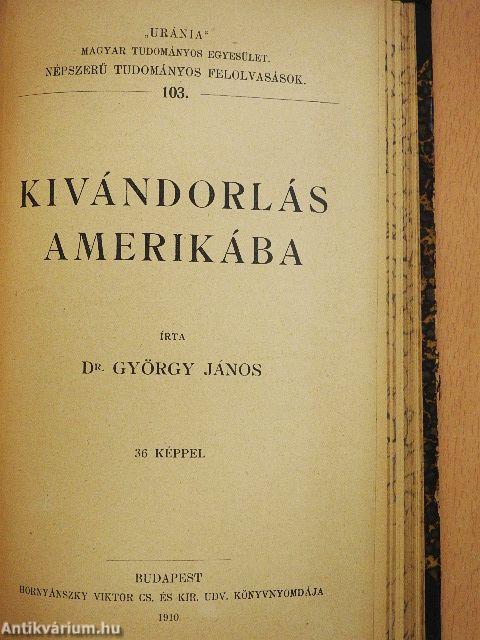 „URÁNIA“
MAGYAR TUDOMÁNYOS EGYESÜLET.
NÉPSZERŰ TUDOMÁNYOS FELOLVASÁSOK.
103.
KIVÁNDORLÁS
AMERIKÁBA
ÍRTA
DR. GYÖRGY JÁNOS
36 KÉPPEL
BUDAPEST
HORNYÁNSZKY VIKTOR CS. ÉS KIR. UDV. KÖNYVNYOMDÁJA
1910.
Antikvárium.hu